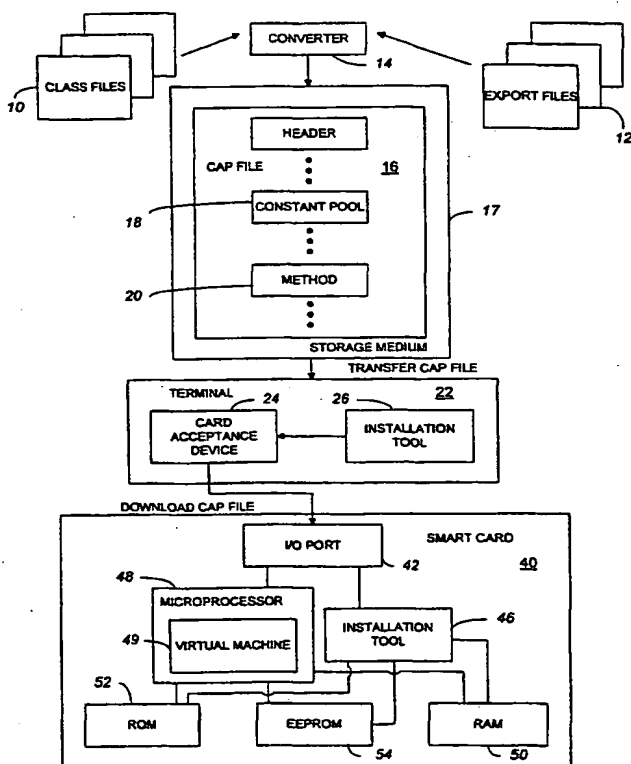 CONVERTER
14
CLASS FILES
10
EXPORT FILES
12
HEADER
CAP FILE
16
18
CONSTANT POOL
17
20
METHOD
STORAGE MEDIUM
TRANSFER CAP FILE
TERMINAL
24
26
22
CARD
ACCEPTANCE
DEVICE
INSTALLATION
TOOL
DOWNLOAD CAP FILE
I/O PORT
SMART CARD
42
40
48
MICROPROCESSOR
49
VIRTUAL MACHINE
INSTALLATION
TOOL
46
52
ROM
EEPROM
RAM
54
50